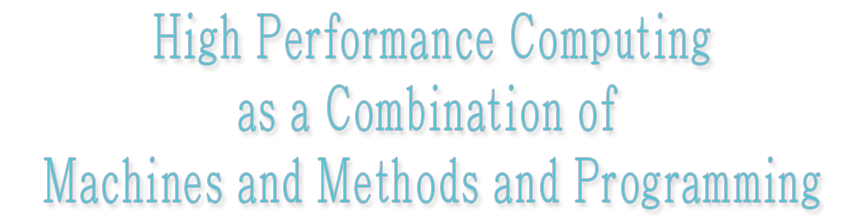 High Performance Computing
as a Combination of
Machines and Methods and Programming